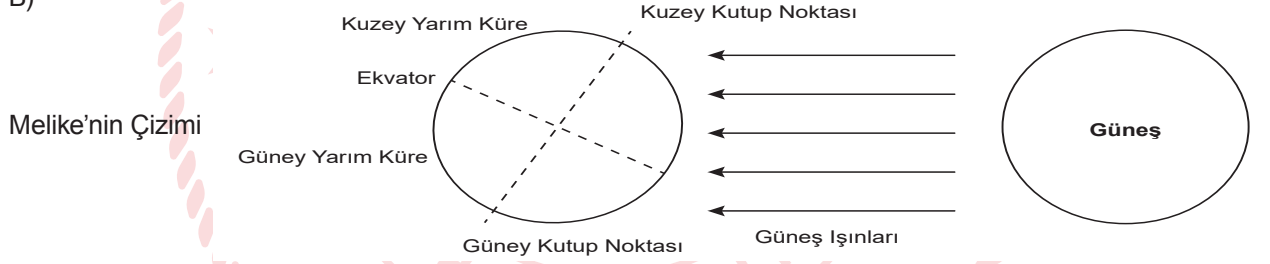 B)
Kuzey Yarım Küre
Kuzey Kutup Noktası
Ekvator
Melike’nin Çizimi
Güneş
Güney Yarım Küre
Güney Kutup Noktası
Güneş Işınları